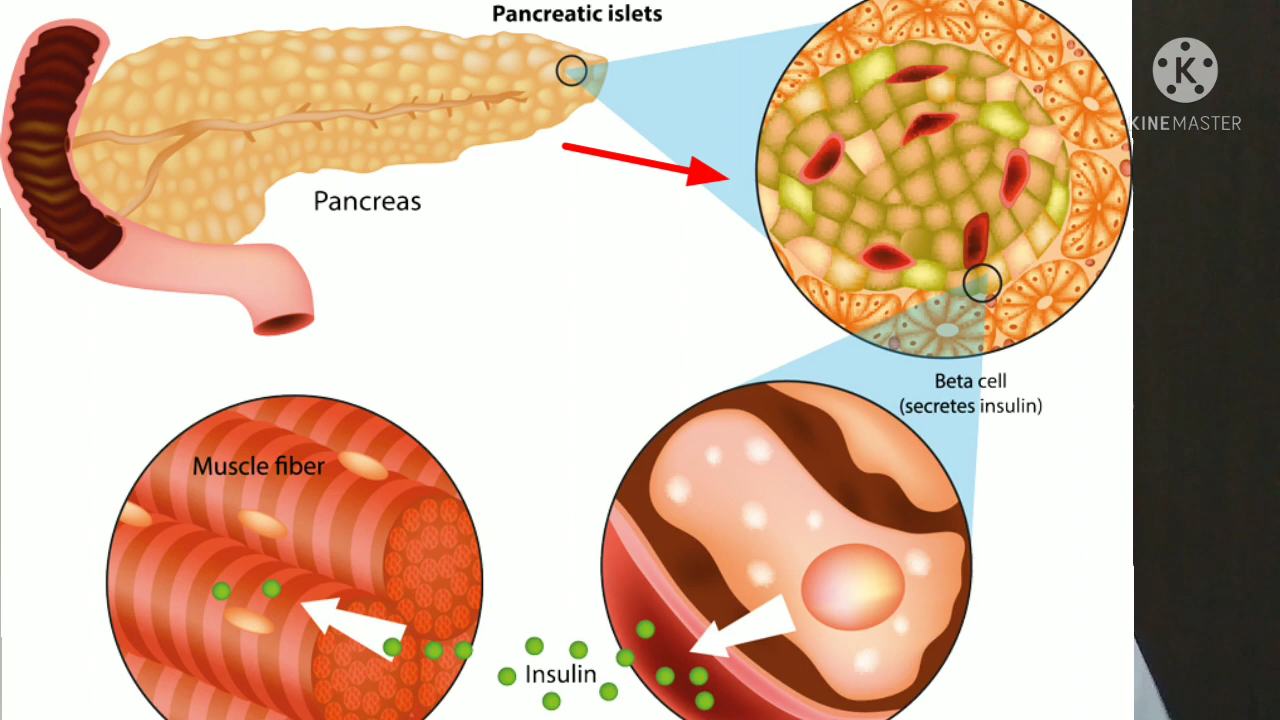 Pancreatic islets
Pancreas
Beta cell
(secretes insulin)
Muscle fiber
Insulin
K
KINEMASTER